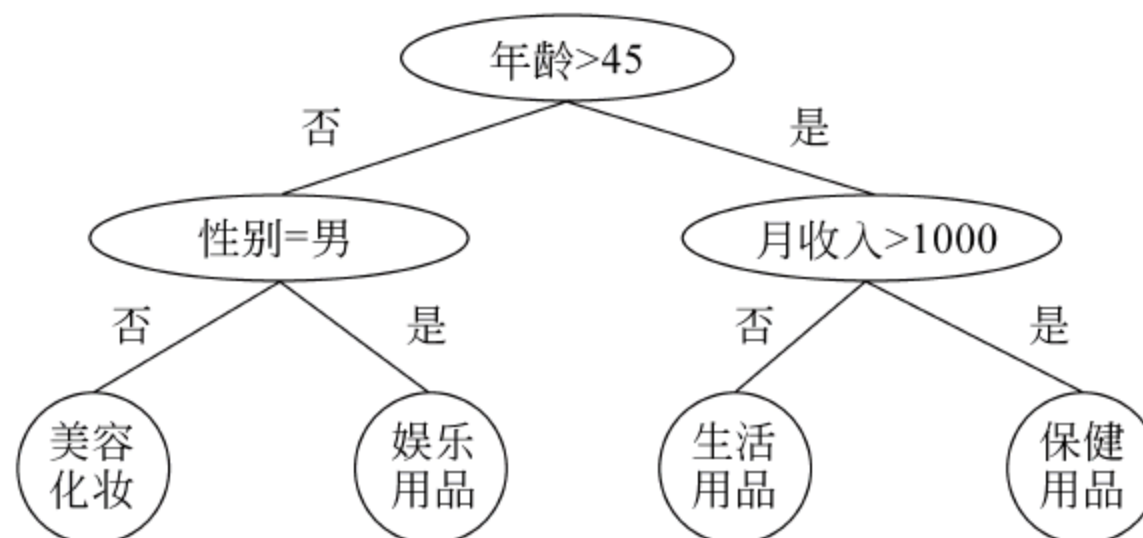 年龄>45
否
是
性别=男
月收入>1000
否
是
否
是
美容
化妆
娱乐
用品
生活
用品
保健
用品